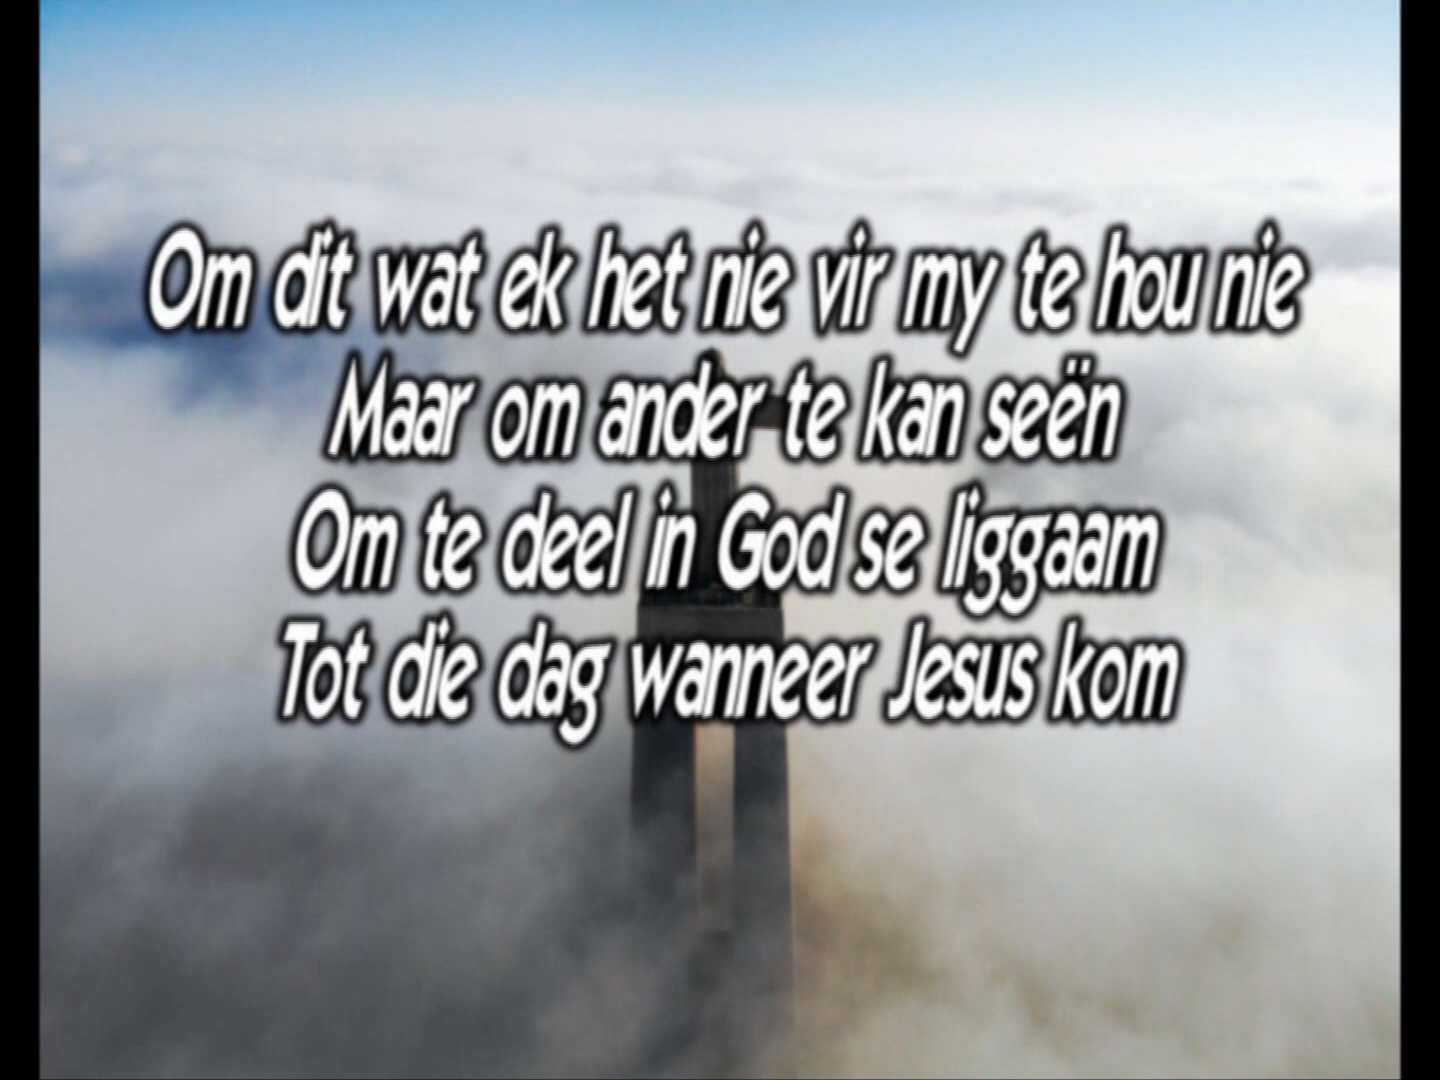 Om dit wat ek het nie vir my te hou nie
Maar om ander te kan seën
Om te deel in God se liggaam
Tot die dag wanneer Jesus kom